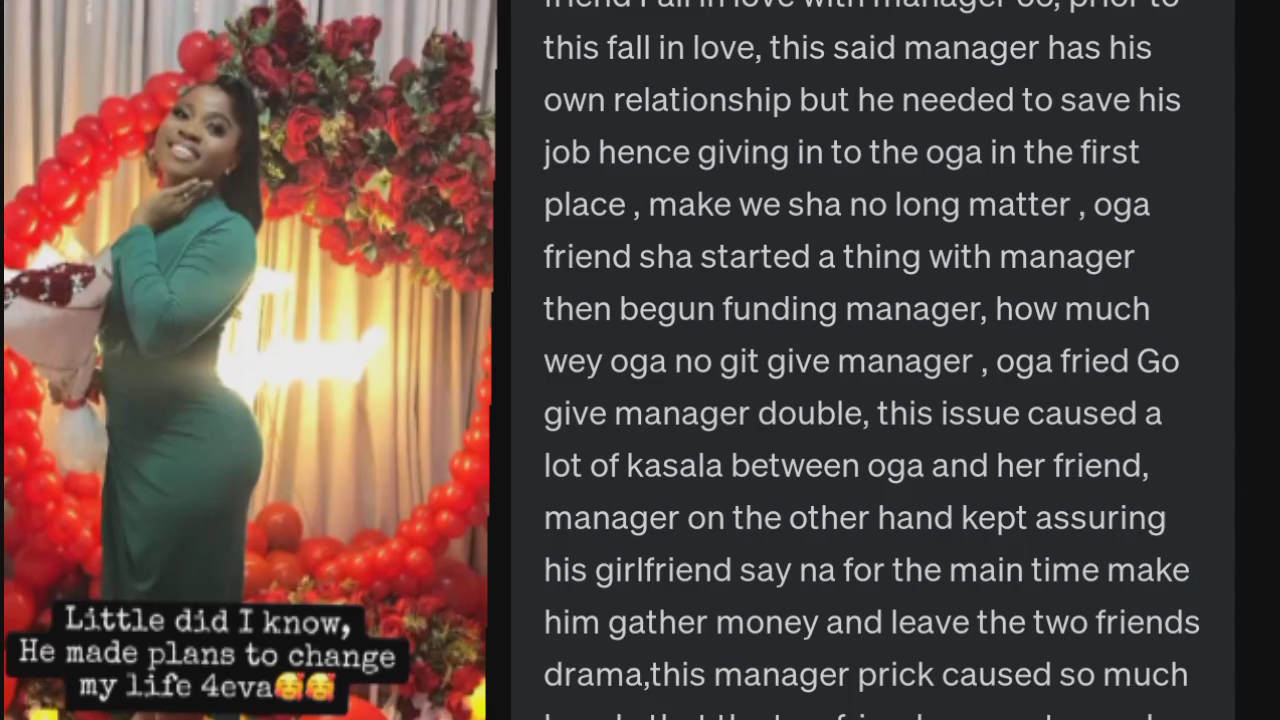 Little did I know,
He made plans to change
my life 4eva🥰🥰
this fall in love, this said manager has his
own relationship but he needed to save his
job hence giving in to the oga in the first
place , make we sha no long matter , oga
friend sha started a thing with manager
then begun funding manager, how much
wey oga no git give manager , oga fried Go
give manager double, this issue caused a
lot of kasala between oga and her friend,
manager on the other hand kept assuring
his girlfriend say na for the main time make
him gather money and leave the two friends
drama,this manager prick caused so much